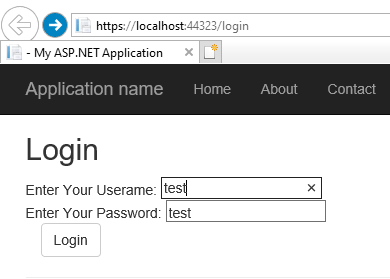 https://localhost:44323/login
- My ASP.NET Application
Application name Home About Contact
Login
Enter Your Userame: test
Enter Your Password: test
Login